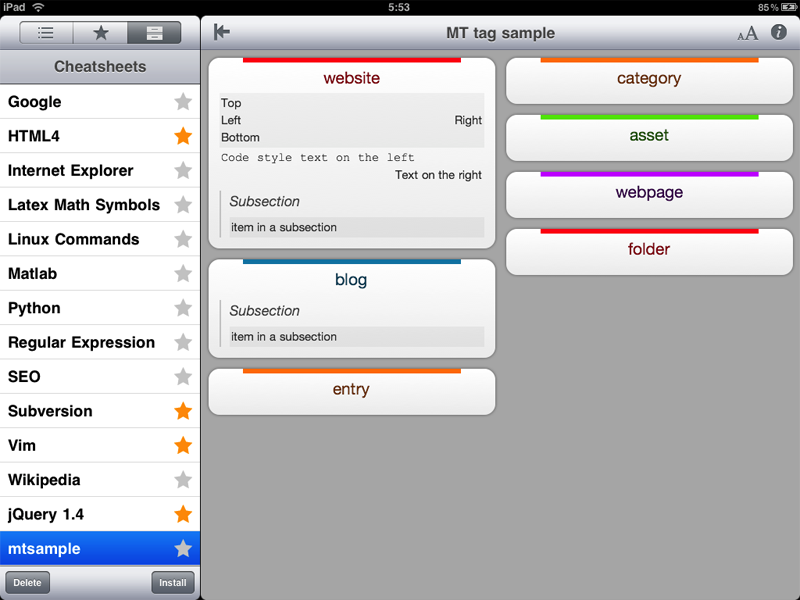 iPad
5:53
85 %
Cheatsheets
Google
HTML4
Internet Explorer
Latex Math Symbols
Linux Commands
Matlab
Python
Regular Expression
SEO
Subversion
Vim
Wikipedia
jQuery 1.4
mtsample
Delete
Install
MT tag sample
AA
i
website
Top
Left Right
Bottom
Code style text on the left
Text on the right
Subsection
item in a subsection
blog
Subsection
item in a subsection
entry
category
asset
webpage
folder